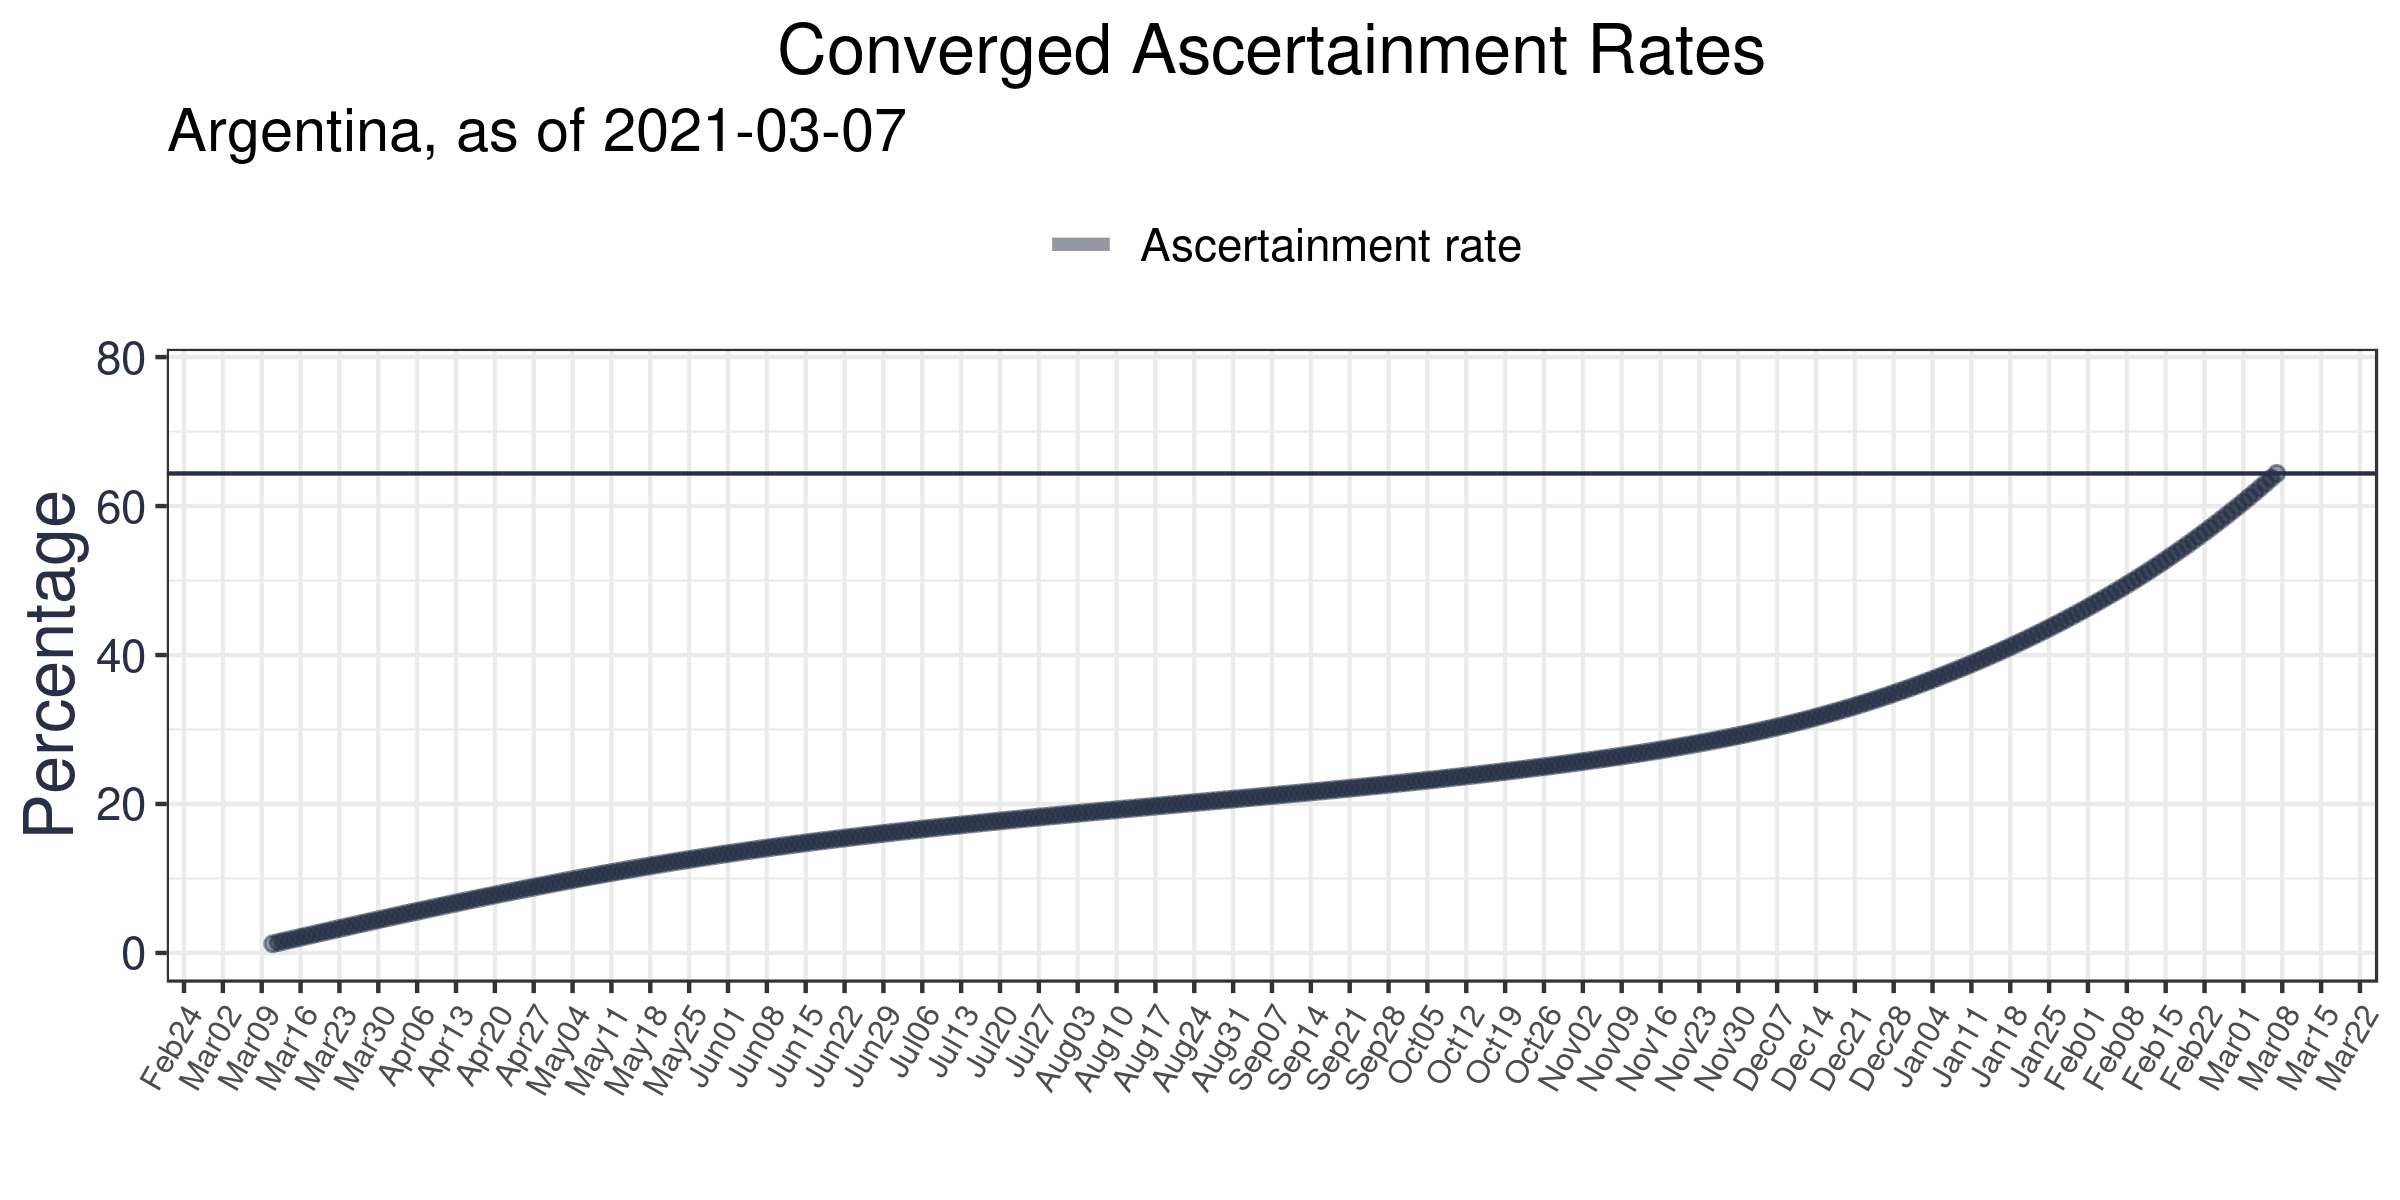 Converged Ascertainment Rates
Argentina, as of 2021-03-07
Ascertainment rate
Percentage
80
60
40
20
0
Feb24
Mar02
Mar09
Mar16
Mar23
Mar30
Apr06
Apr13
Apr20
Apr27
May04
May11
May18
May25
Jun01
Jun08
Jun15
Jun22
Jun29
Jul06
Jul13
Jul20
Jul27
Aug03
Aug10
Aug17
Aug24
Aug31
Sep07
Sep14
Sep21
Sep28
Oct05
Oct12
Oct19
Oct26
Nov02
Nov09
Nov16
Nov23
Nov30
Dec07
Dec14
Dec21
Dec28
Jan04
Jan11
Jan18
Jan25
Feb01
Feb08
Feb15
Feb22
Mar01
Mar08
Mar15
Mar22